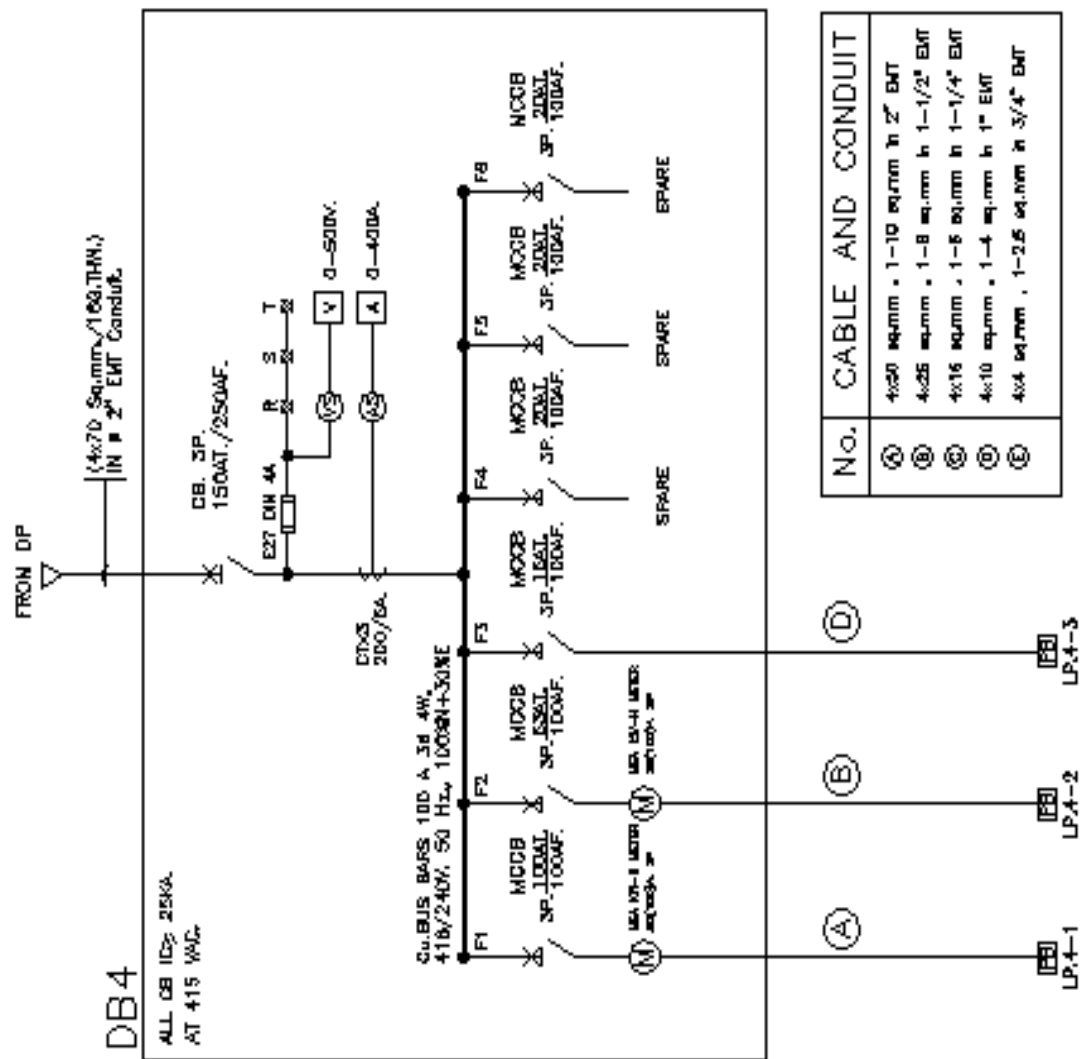 DB4
ALL CB IC≥ 25KA.
AT 415 VAC.
FROM DP
(4x70 Sq.mm./16G.THW.)
IN ø 2" EMT Conduit.
CB. 3P.
150AT./250AF.
E27 DIN 4A
R S T
VS V 0-500V.
AS A 0-400A.
CTx3
200/5A.
Cu.BUS BARS 100 A 3ø 4W.
416/240V. 50 Hz., 100%N+30%E
F1
MCCB
3P. 100AT.
100AF.
M
LP.4-1
A
F2
MCCB
3P. 63AT.
100AF.
M
LP.4-2
B
F3
MCCB
3P. 16AT.
100AF.
LP.4-3
D
F4
MCCB
3P. 20AT.
100AF.
SPARE
F5
MCCB
3P. 20AT.
100AF.
SPARE
F6
MCCB
3P. 20AT.
100AF.
SPARE
No. CABLE AND CONDUIT
A 4x50 sq.mm , 1-10 sq.mm in 2" EMT
B 4x25 sq.mm , 1-6 sq.mm in 1-1/2" EMT
C 4x16 sq.mm , 1-6 sq.mm in 1-1/4" EMT
D 4x10 sq.mm , 1-4 sq.mm in 1" EMT
E 4x4 sq.mm , 1-2.5 sq.mm in 3/4" EMT